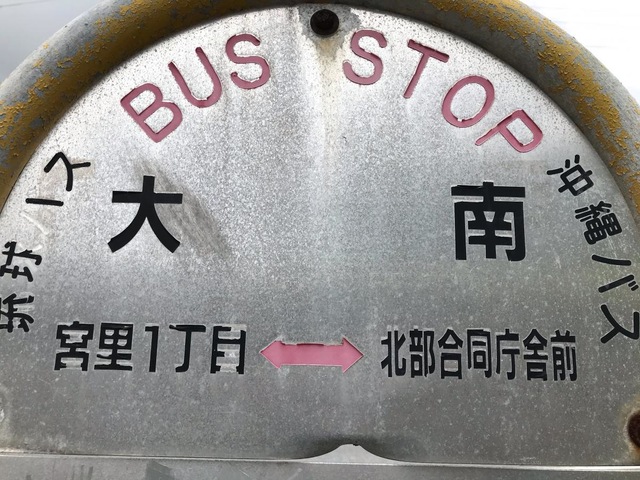 BUS STOP
琉球バス
大南
沖縄バス
宮里1丁目
北部合同庁舎前